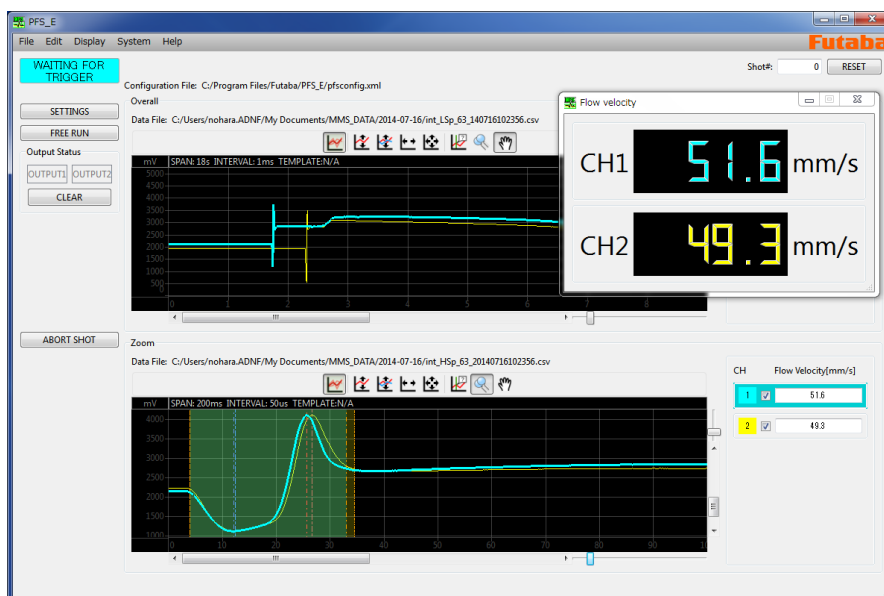 PFS_E
File Edit Display System Help
Futaba
WAITING FOR
TRIGGER
Shot#: 0 RESET
Configuration File: C:/Program Files/Futaba/PFS_E/pfsconfig.xml
SETTINGS
FREE RUN
Output Status
OUTPUT1 OUTPUT2
CLEAR
Overall
Data File: C:/Users/nohara.ADNF/My Documents/MMS_DATA/2014-07-16/int_LSp_63_140716102356.csv
mV SPAN: 18s INTERVAL: 1ms TEMPLATE:N/A
5000
4500
4000
3500
3000
2500
2000
1500
1000
500
0
0 1 2 3 4 5 6 7 8
Flow velocity
CH1 51.6 mm/s
CH2 49.3 mm/s
ABORT SHOT
Zoom
Data File: C:/Users/nohara.ADNF/My Documents/MMS_DATA/2014-07-16/int_HSp_63_20140716102356.csv
mV SPAN: 200ms INTERVAL: 50us TEMPLATE:N/A
4000
3500
3000
2500
2000
1500
1000
0 10 20 30 40 50 60 70 80 90 10
CH Flow Velocity[mm/s]
1 51.6
2 49.3